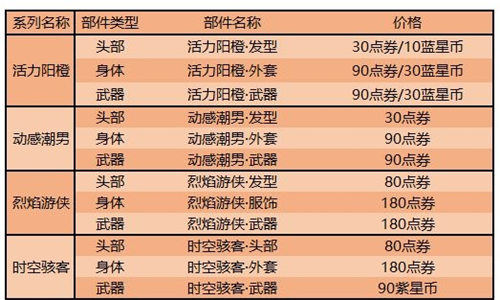 系列名称 部件类型 部件名称 价格
头部 活力阳橙·发型 30点券/10蓝星币
活力阳橙 身体 活力阳橙·外套 90点券/30蓝星币
武器 活力阳橙·武器 90点券/30蓝星币
头部 动感潮男·发型 30点券
动感潮男 身体 动感潮男·外套 90点券
武器 动感潮男·武器 90点券
头部 烈焰游侠·发型 80点券
烈焰游侠 身体 烈焰游侠·服饰 180点券
武器 烈焰游侠·武器 180点券
头部 时空骇客·头部 80点券
时空骇客 身体 时空骇客·外套 180点券
武器 时空骇客·武器 90紫星币